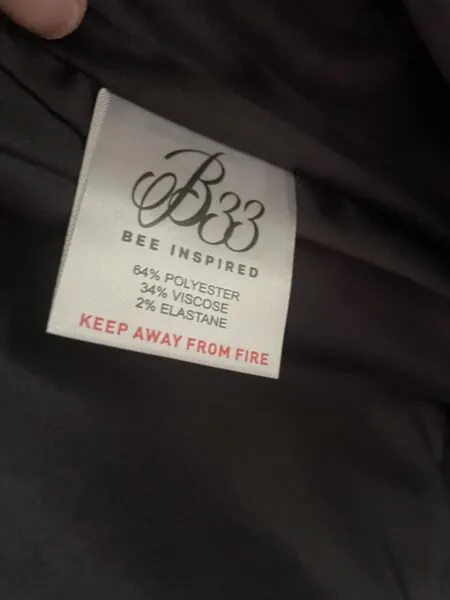 B33
BEE INSPIRED
64% POLYESTER
34% VISCOSE
2% ELASTANE
KEEP AWAY FROM FIRE